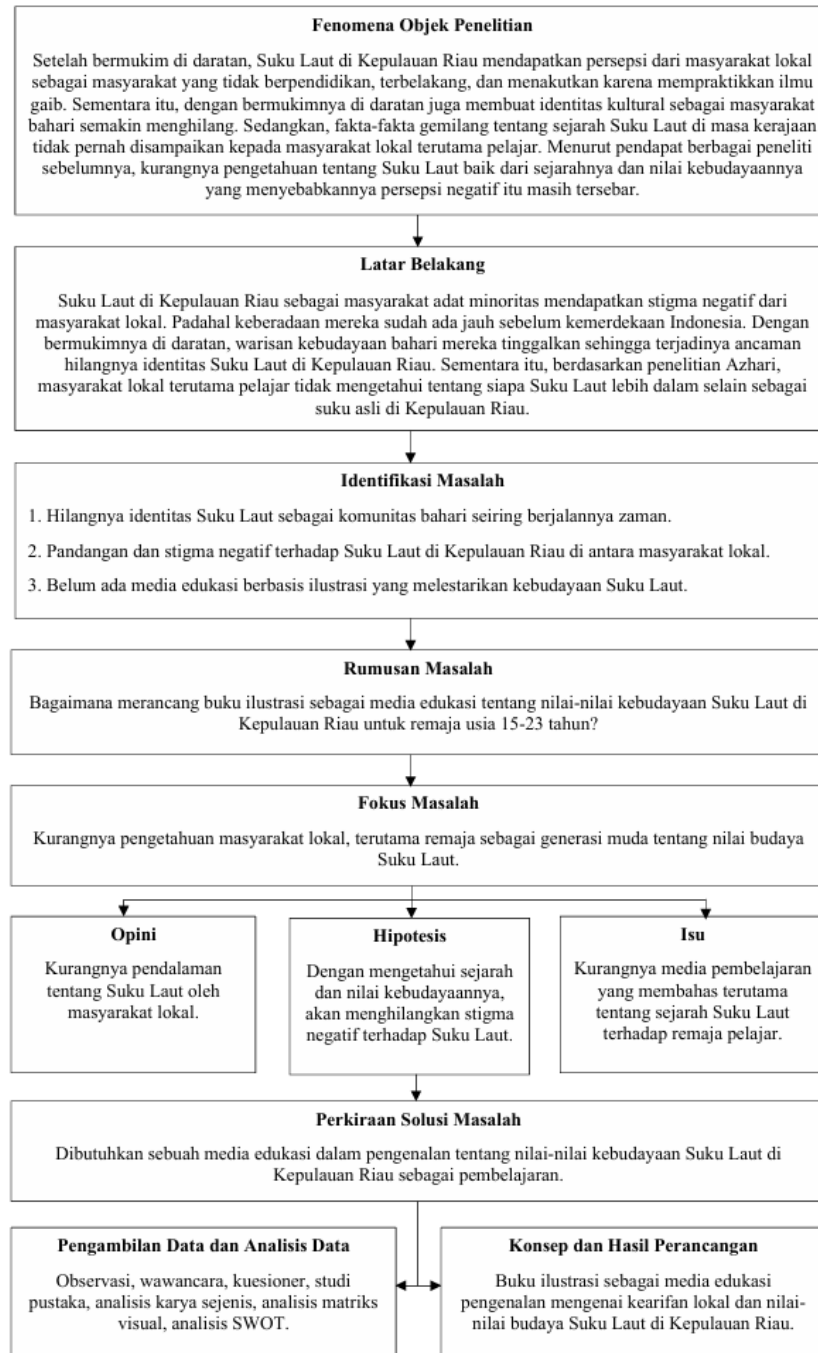 Fenomena Objek Penelitian
Setelah bermukim di daratan, Suku Laut di Kepulauan Riau mendapatkan persepsi dari masyarakat lokal
sebagai masyarakat yang tidak berpendidikan, terbelakang, dan menakutkan karena mempraktikkan ilmu
gaib. Sementara itu, dengan bermukimnya di daratan juga membuat identitas kultural sebagai masyarakat
bahari semakin menghilang. Sedangkan, fakta-fakta gemilang tentang sejarah Suku Laut di masa kerajaan
tidak pernah disampaikan kepada masyarakat lokal terutama pelajar. Menurut pendapat berbagai peneliti
sebelumnya, kurangnya pengetahuan tentang Suku Laut baik dari sejarahnya dan nilai kebudayaannya
yang menyebabkannya persepsi negatif itu masih tersebar.
Latar Belakang
Suku Laut di Kepulauan Riau sebagai masyarakat adat minoritas mendapatkan stigma negatif dari
masyarakat lokal. Padahal keberadaan mereka sudah ada jauh sebelum kemerdekaan Indonesia. Dengan
bermukimnya di daratan, warisan kebudayaan bahari mereka tinggalkan sehingga terjadinya ancaman
hilangnya identitas Suku Laut di Kepulauan Riau. Sementara itu, berdasarkan penelitian Azhari,
masyarakat lokal terutama pelajar tidak mengetahui tentang siapa Suku Laut lebih dalam selain sebagai
suku asli di Kepulauan Riau.
Identifikasi Masalah
1. Hilangnya identitas Suku Laut sebagai komunitas bahari seiring berjalannya zaman.
2. Pandangan dan stigma negatif terhadap Suku Laut di Kepulauan Riau di antara masyarakat lokal.
3. Belum ada media edukasi berbasis ilustrasi yang melestarikan kebudayaan Suku Laut.
Rumusan Masalah
Bagaimana merancang buku ilustrasi sebagai media edukasi tentang nilai-nilai kebudayaan Suku Laut di
Kepulauan Riau untuk remaja usia 15-23 tahun?
Fokus Masalah
Kurangnya pengetahuan masyarakat lokal, terutama remaja sebagai generasi muda tentang nilai budaya
Suku Laut.
Opini
Kurangnya pendalaman
tentang Suku Laut oleh
masyarakat lokal.
Hipotesis
Dengan mengetahui sejarah
dan nilai kebudayaannya,
akan menghilangkan stigma
negatif terhadap Suku Laut.
Isu
Kurangnya media pembelajaran
yang membahas terutama
tentang sejarah Suku Laut
terhadap remaja pelajar.
Perkiraan Solusi Masalah
Dibutuhkan sebuah media edukasi dalam pengenalan tentang nilai-nilai kebudayaan Suku Laut di
Kepulauan Riau sebagai pembelajaran.
Pengambilan Data dan Analisis Data
Observasi, wawancara, kuesioner, studi
pustaka, analisis karya sejenis, analisis matriks
visual, analisis SWOT.
Konsep dan Hasil Perancangan
Buku ilustrasi sebagai media edukasi
pengenalan mengenai kearifan lokal dan nilai-
nilai budaya Suku Laut di Kepulauan Riau.